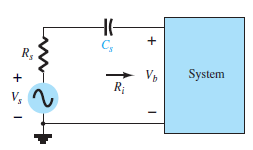 C_s
R_s
+
+
V_s
R_i
V_b
System
−
−